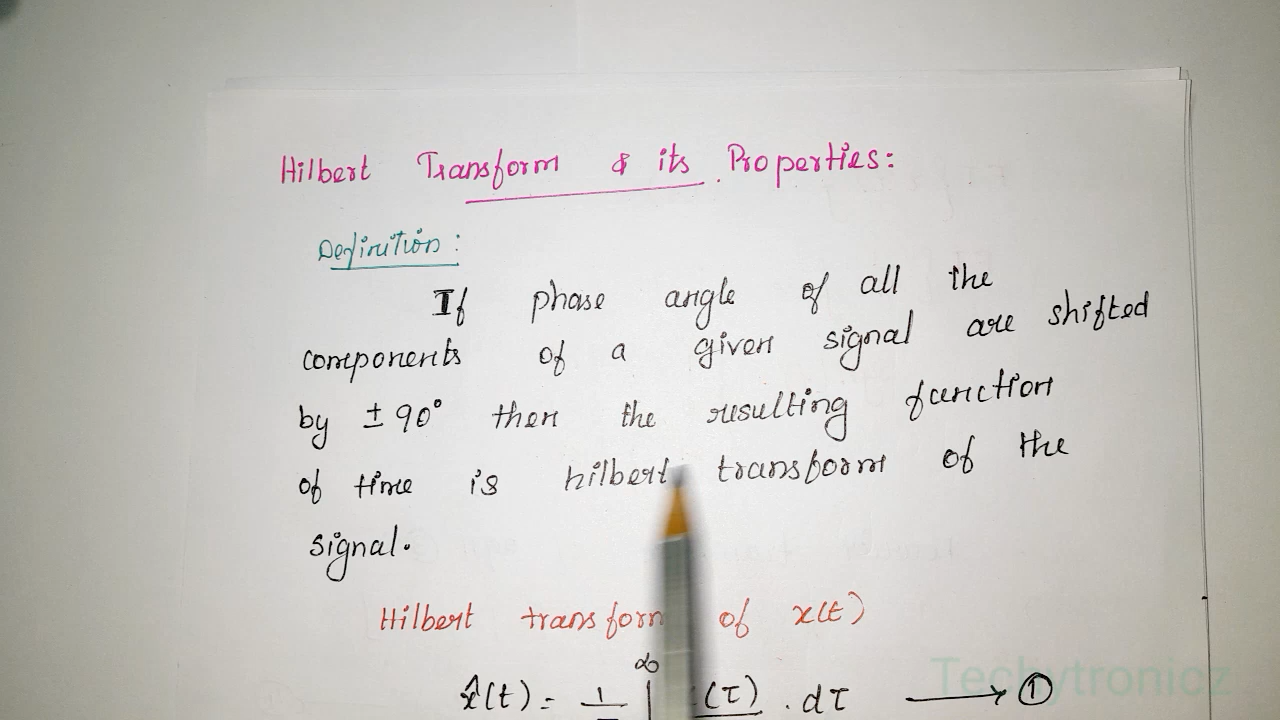 Hilbert Transform & its Properties:
Definition:
If phase angle of all the
components of a given signal are shifted
by ±90° then the resulting function
of time is hilbert transform of the
signal.
Hilbert transform of x(t)
x̂(t) = 1 ∞ (τ) . dτ ⟶ ①
Techytronicz